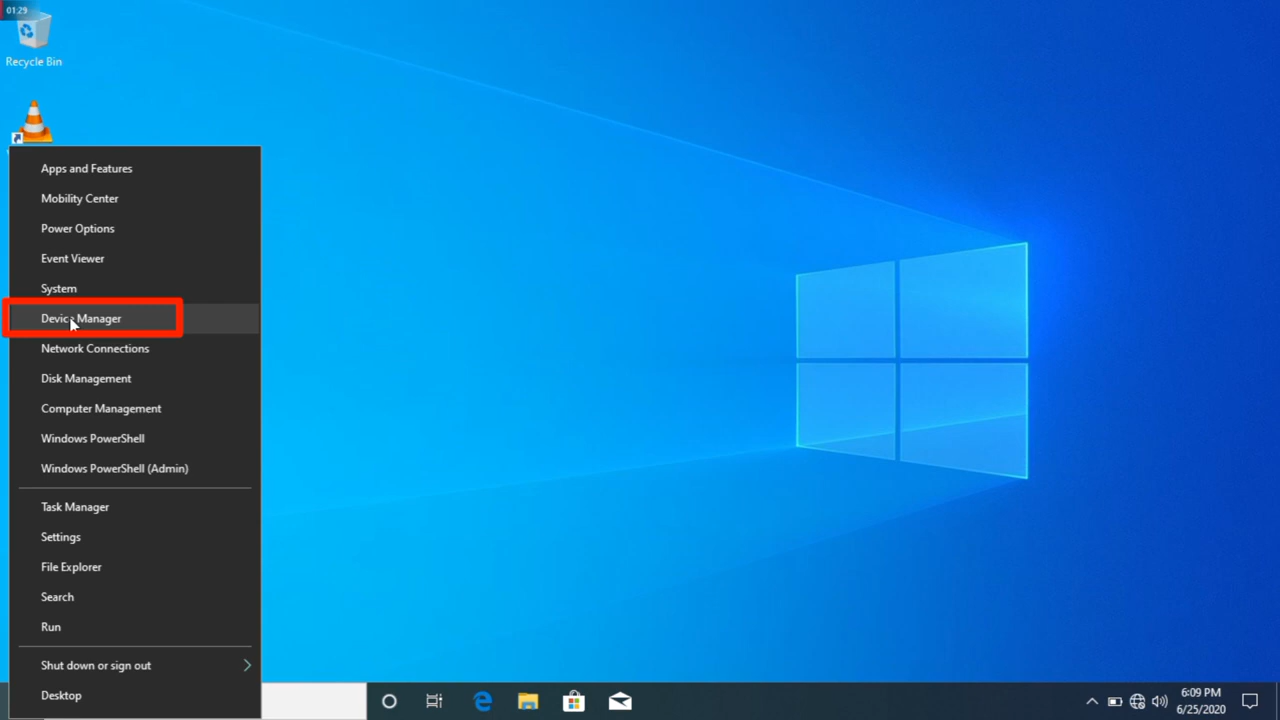 01:29
Recycle Bin
Apps and Features
Mobility Center
Power Options
Event Viewer
System
Device Manager
Network Connections
Disk Management
Computer Management
Windows PowerShell
Windows PowerShell (Admin)
Task Manager
Settings
File Explorer
Search
Run
Shut down or sign out
Desktop
6:09 PM
6/25/2020